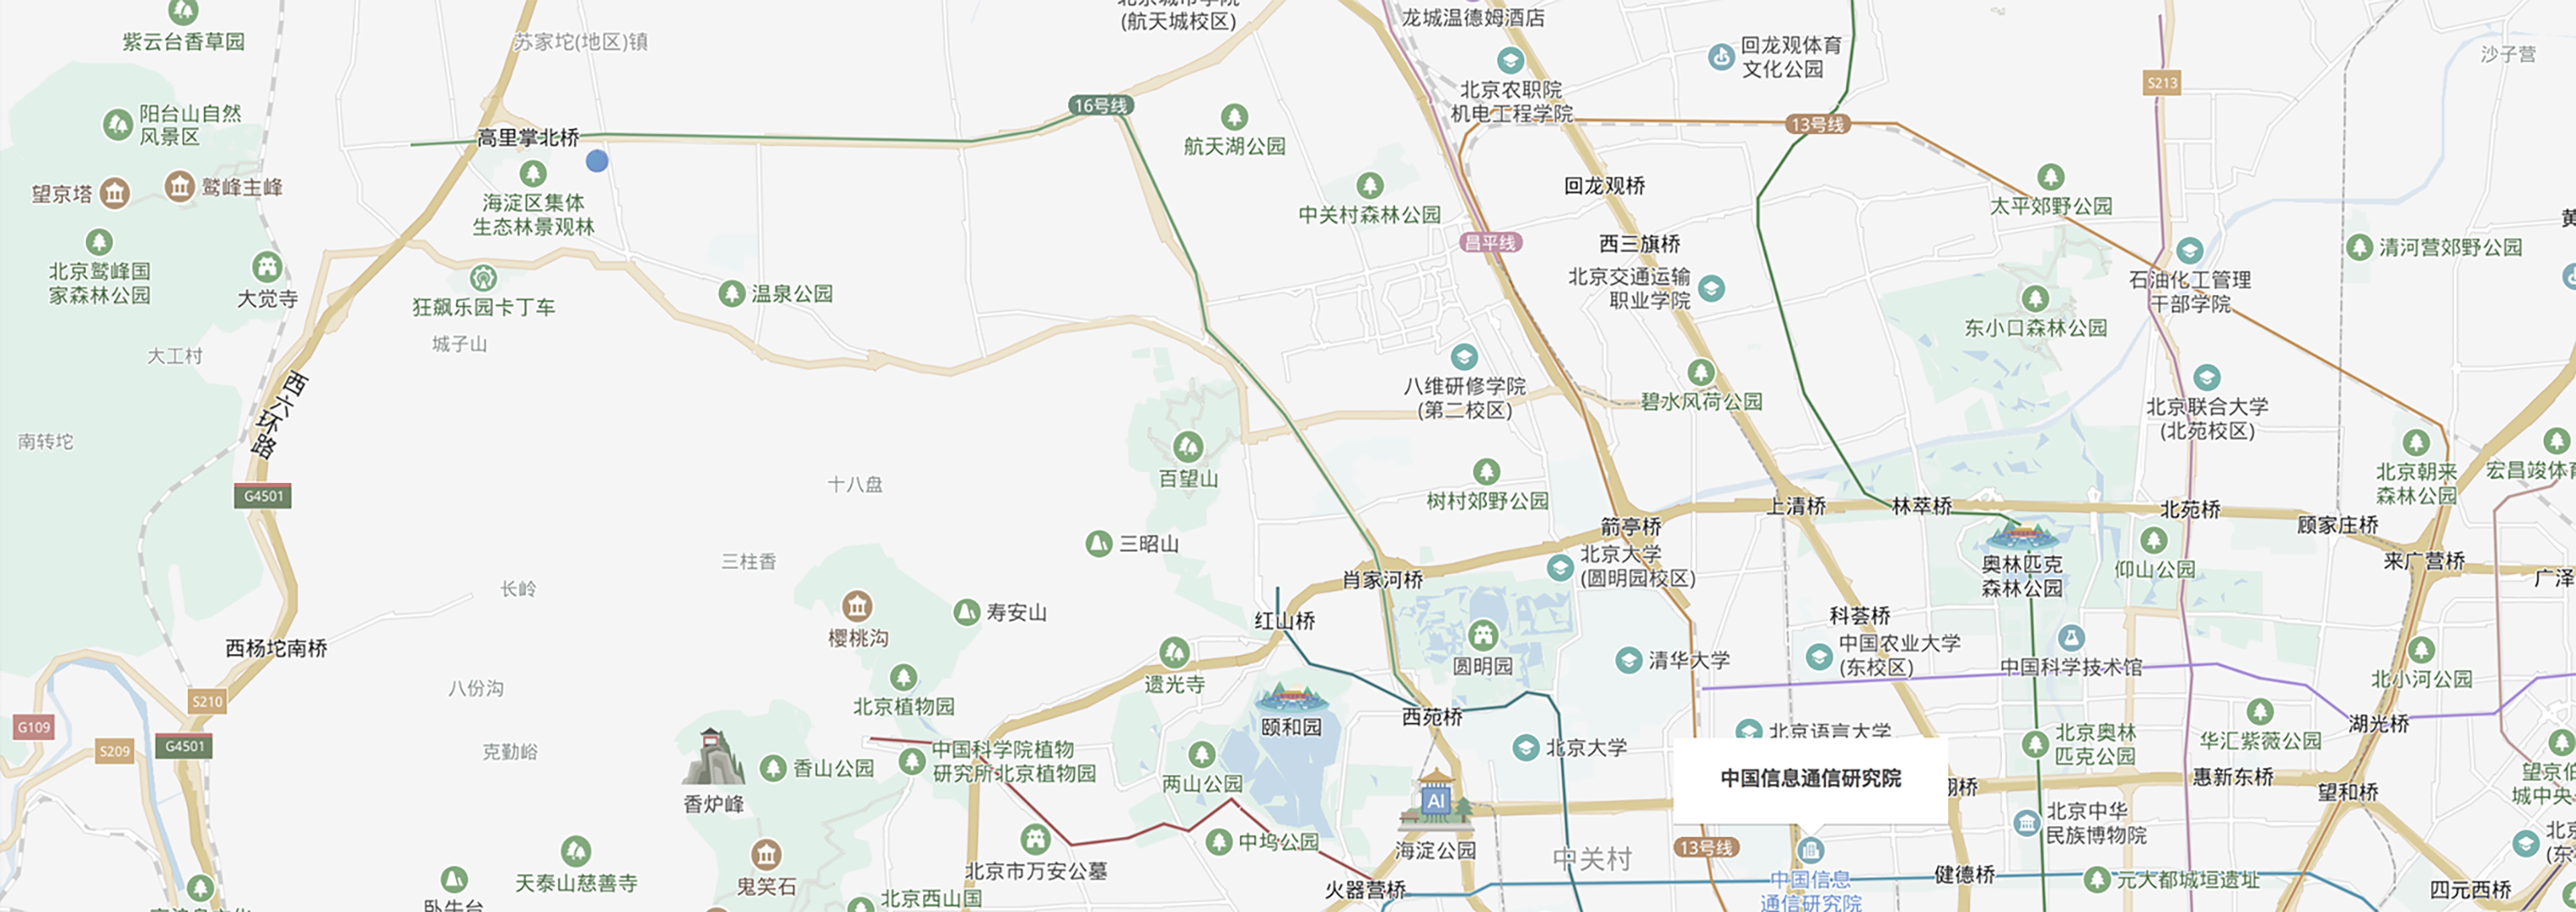 紫云台香草园
苏家坨(地区)镇
(航天城校区)
龙城温德姆酒店
回龙观体育
文化公园
沙子营
S213
阳台山自然
风景区
高里掌北桥
16号线
航天湖公园
北京农职院
机电工程学院
13号线
望京塔
鹫峰主峰
海淀区集体
生态林景观林
中关村森林公园
回龙观桥
太平郊野公园
北京鹫峰国
家森林公园
大觉寺
狂飙乐园卡丁车
温泉公园
昌平线
西三旗桥
北京交通运输
职业学院
石油化工管理
干部学院
清河营郊野公园
东小口森林公园
城子山
大工村
西六环路
八维研修学院
(第二校区)
碧水风荷公园
北京联合大学
(北苑校区)
南转坨
G4501
十八盘
百望山
树村郊野公园
北京朝来
森林公园
三昭山
箭亭桥
上清桥
林萃桥
北苑桥
顾家庄桥
来广营桥
三柱香
长岭
肖家河桥
北京大学
(圆明园校区)
奥林匹克
森林公园
仰山公园
广泽
樱桃沟
寿安山
红山桥
科荟桥
西杨坨南桥
遗光寺
圆明园
清华大学
中国农业大学
(东校区)
中国科学技术馆
北小河公园
八份沟
北京植物园
S210
G109
S209
G4501
克勤峪
颐和园
西苑桥
北京大学
北京语言大学
北京奥林
匹克公园
华汇紫薇公园
湖光桥
香炉峰
香山公园
中国科学院植物
研究所北京植物园
两山公园
AI
海淀公园
中国信息通信研究院
翔桥
惠新东桥
望和桥
望京
城中央
天泰山慈善寺
鬼笑石
北京市万安公墓
中坞公园
中关村
13号线
中国信息
通信研究院
北京中华
民族博物院
北京西山国
火器营桥
健德桥
元大都城垣遗址
四元西桥
卧牛台